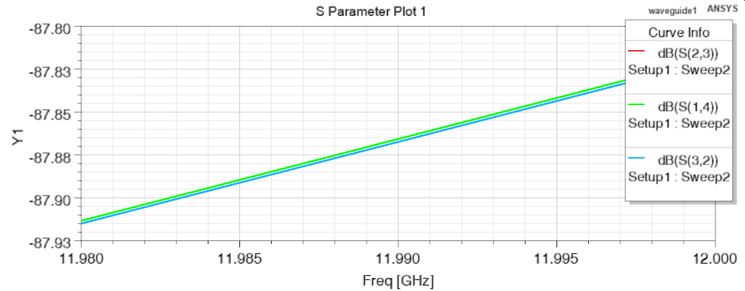 S Parameter Plot 1
waveguide1 ANSYS
Curve Info
dB(S(2,3))
Setup1 : Sweep2
dB(S(1,4))
Setup1 : Sweep2
dB(S(3,2))
Setup1 : Sweep2
Y1
-87.80
-87.83
-87.85
-87.88
-87.90
-87.93
11.980 11.985 11.990 11.995 12.000
Freq [GHz]